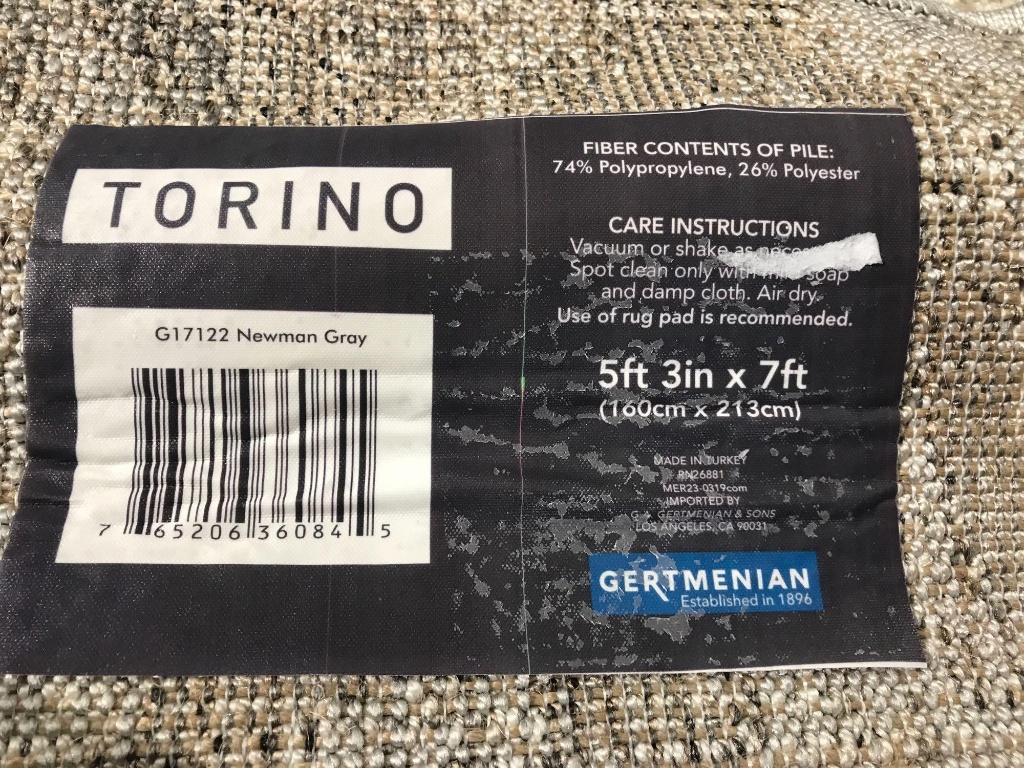 TORINO
G17122 Newman Gray
7 65206 36084 5
FIBER CONTENTS OF PILE:
74% Polypropylene, 26% Polyester
CARE INSTRUCTIONS
Vacuum or shake as
Spot clean only with soap
and damp cloth. Air dry.
Use of rug pad is recommended.
5ft 3in x 7ft
(160cm x 213cm)
MADE IN TURKEY
RN26881
MER23-0319com
IMPORTED BY
GERTMENIAN & SONS
LOS ANGELES, CA 90031
GERTMENIAN
Established in 1896